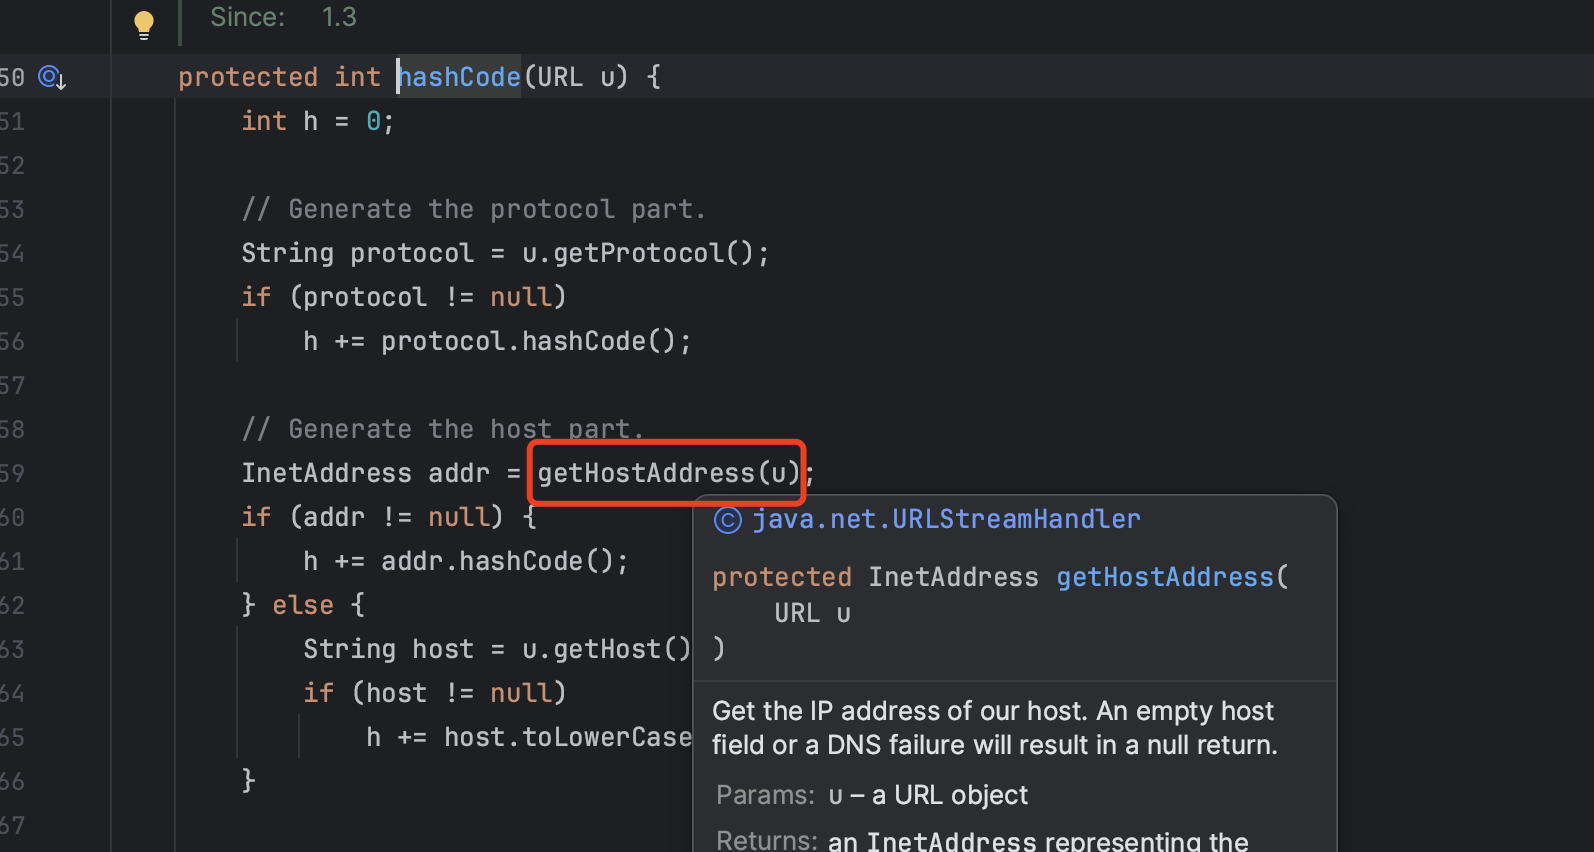 Since: 1.3
50 protected int hashCode(URL u) {
51 int h = 0;
52
53 // Generate the protocol part.
54 String protocol = u.getProtocol();
55 if (protocol != null)
56 h += protocol.hashCode();
57
58 // Generate the host part.
59 InetAddress addr = getHostAddress(u);
60 if (addr != null) {
61 h += addr.hashCode();
62 } else {
63 String host = u.getHost()
64 if (host != null)
65 h += host.toLowerCase
66 }
67
java.net.URLStreamHandler
protected InetAddress getHostAddress(
URL u
)
Get the IP address of our host. An empty host
field or a DNS failure will result in a null return.
Params: u – a URL object
Returns: an InetAddress representing the